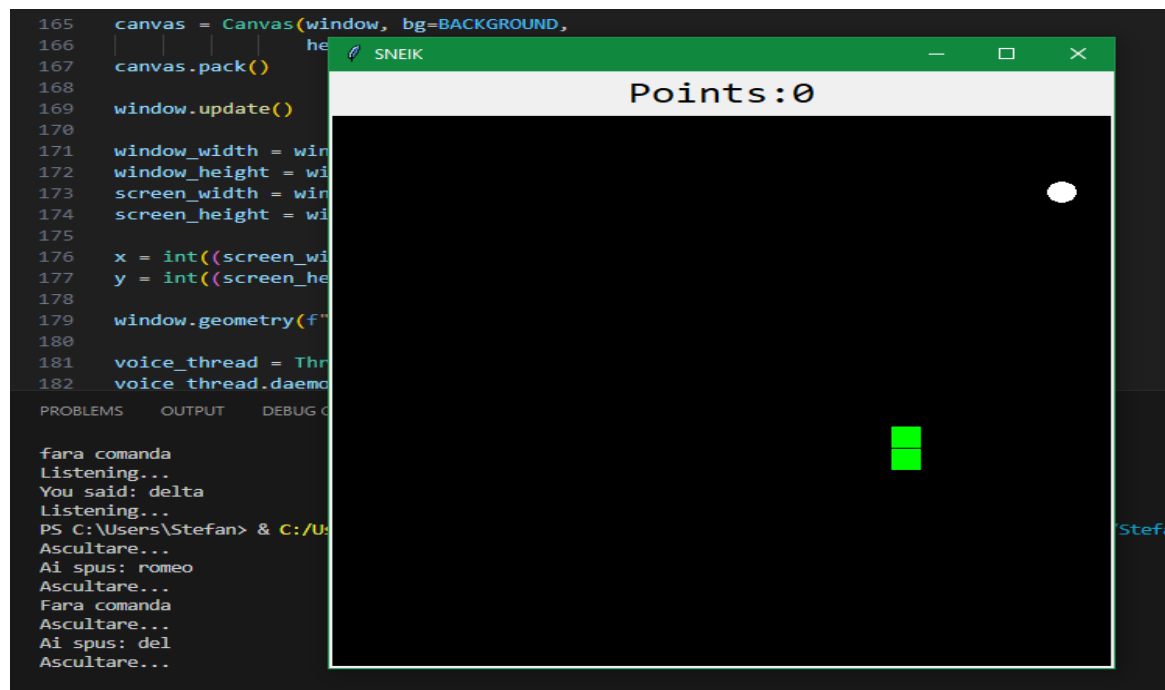 165 canvas = Canvas(window, bg=BACKGROUND,
166 he
167 canvas.pack()
168
169 window.update()
170
171 window_width = win
172 window_height = wi
173 screen_width = win
174 screen_height = wi
175
176 x = int((screen_wi
177 y = int((screen_he
178
179 window.geometry(f"
180
181 voice_thread = Thr
182 voice_thread.daemo
SNEIK
Points:0
PROBLEMS OUTPUT DEBUG C
fara comanda
Listening...
You said: delta
Listening...
PS C:\Users\Stefan> & C:/Us /Stefa
Ascultare...
Ai spus: romeo
Ascultare...
Fara comanda
Ascultare...
Ai spus: del
Ascultare...